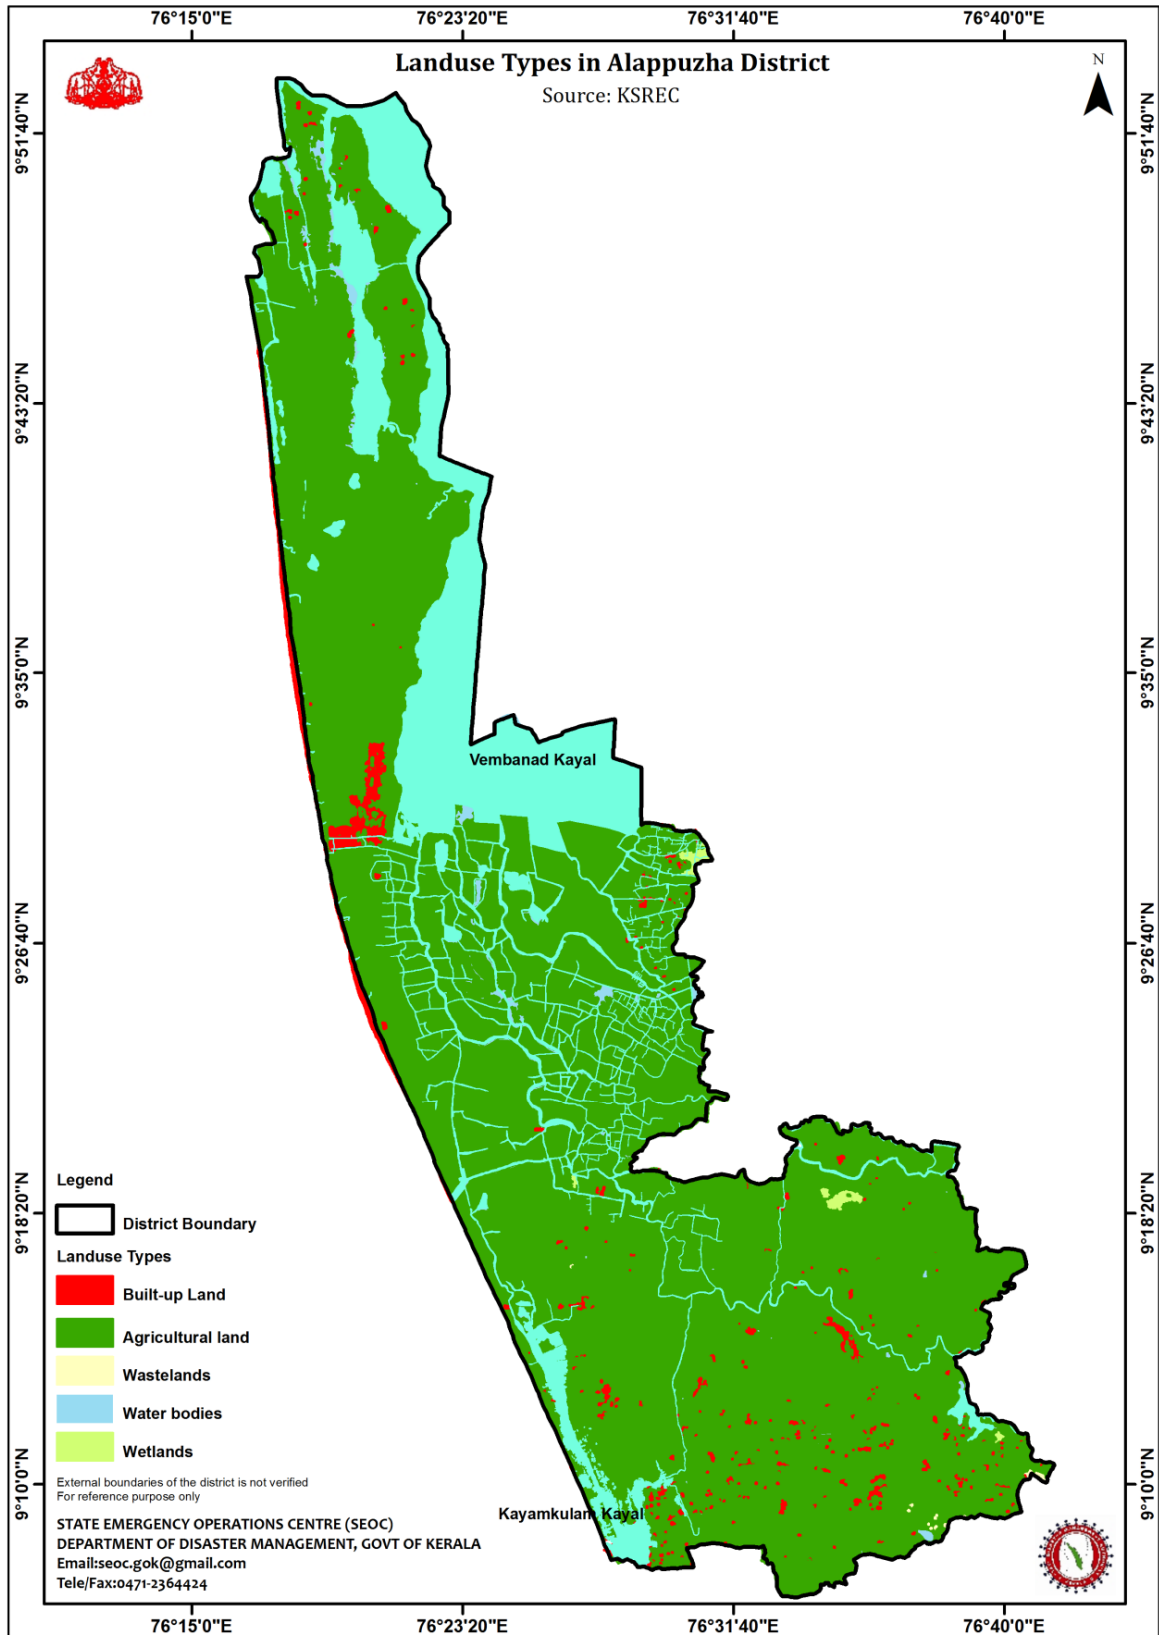 76°15'0"E 76°23'20"E 76°31'40"E 76°40'0"E
Landuse Types in Alappuzha District
Source: KSREC
N
9°51'40"N 9°51'40"N
9°43'20"N 9°43'20"N
9°35'0"N 9°35'0"N
Vembanad Kayal
9°26'40"N 9°26'40"N
9°18'20"N 9°18'20"N
Legend
District Boundary
Landuse Types
Built-up Land
Agricultural land
Wastelands
Water bodies
Wetlands
9°10'0"N 9°10'0"N
Kayamkulam Kayal
External boundaries of the district is not verified
For reference purpose only
STATE EMERGENCY OPERATIONS CENTRE (SEOC)
DEPARTMENT OF DISASTER MANAGEMENT, GOVT OF KERALA
Email:seoc.gok@gmail.com
Tele/Fax:0471-2364424
76°15'0"E 76°23'20"E 76°31'40"E 76°40'0"E